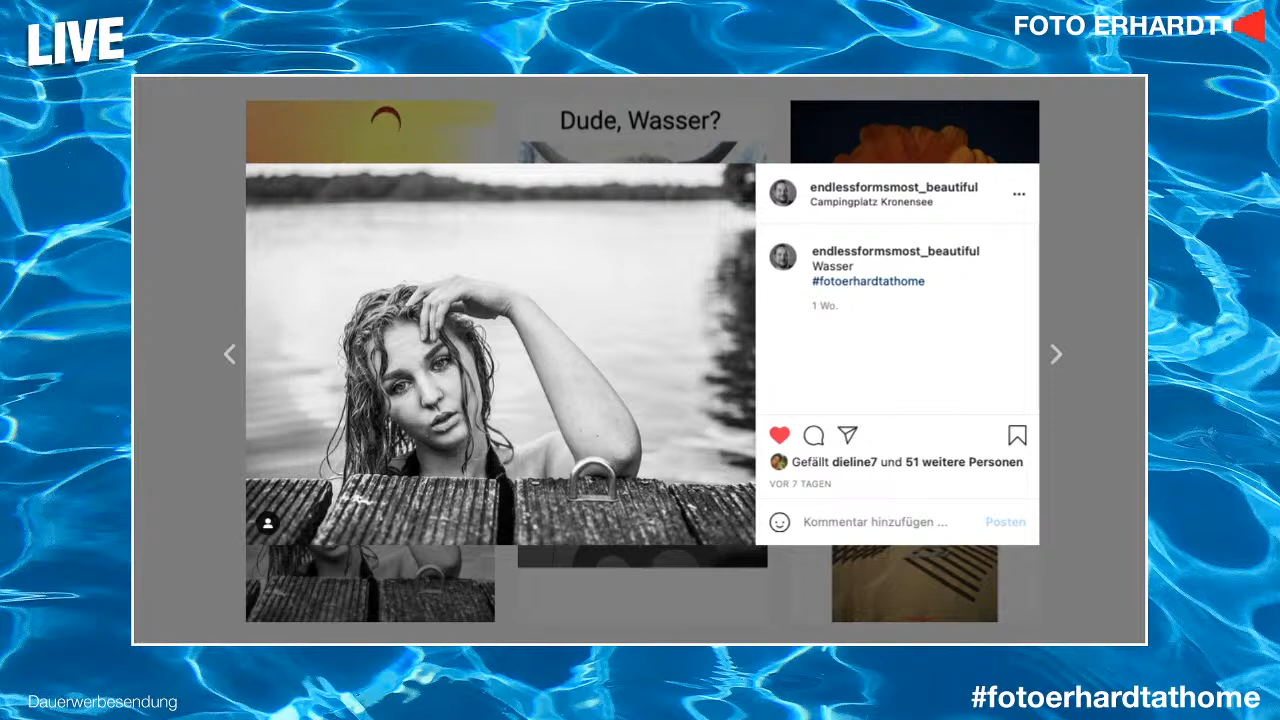 LIVE
FOTO ERHARDT
Dude, Wasser?
endlessformsmost_beautiful
Campingplatz Kronensee
endlessformsmost_beautiful
Wasser
#fotoerhardtathome
1 Wo.
Gefällt dieline7 und 51 weitere Personen
VOR 7 TAGEN
Kommentar hinzufügen ...
Posten
Dauerwerbesendung
#fotoerhardtathome